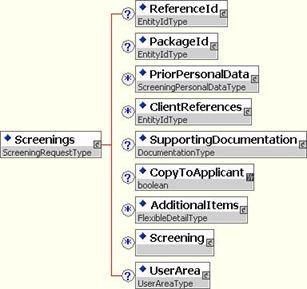 ReferenceId
EntityIdType
PackageId
EntityIdType
PriorPersonalData
ScreeningPersonalDataType
ClientReferences
EntityIdType
Screenings
ScreeningRequestType
SupportingDocumentation
DocumentationType
CopyToApplicant
boolean
AdditionalItems
FlexibleDetailType
Screening
UserArea
UserAreaType